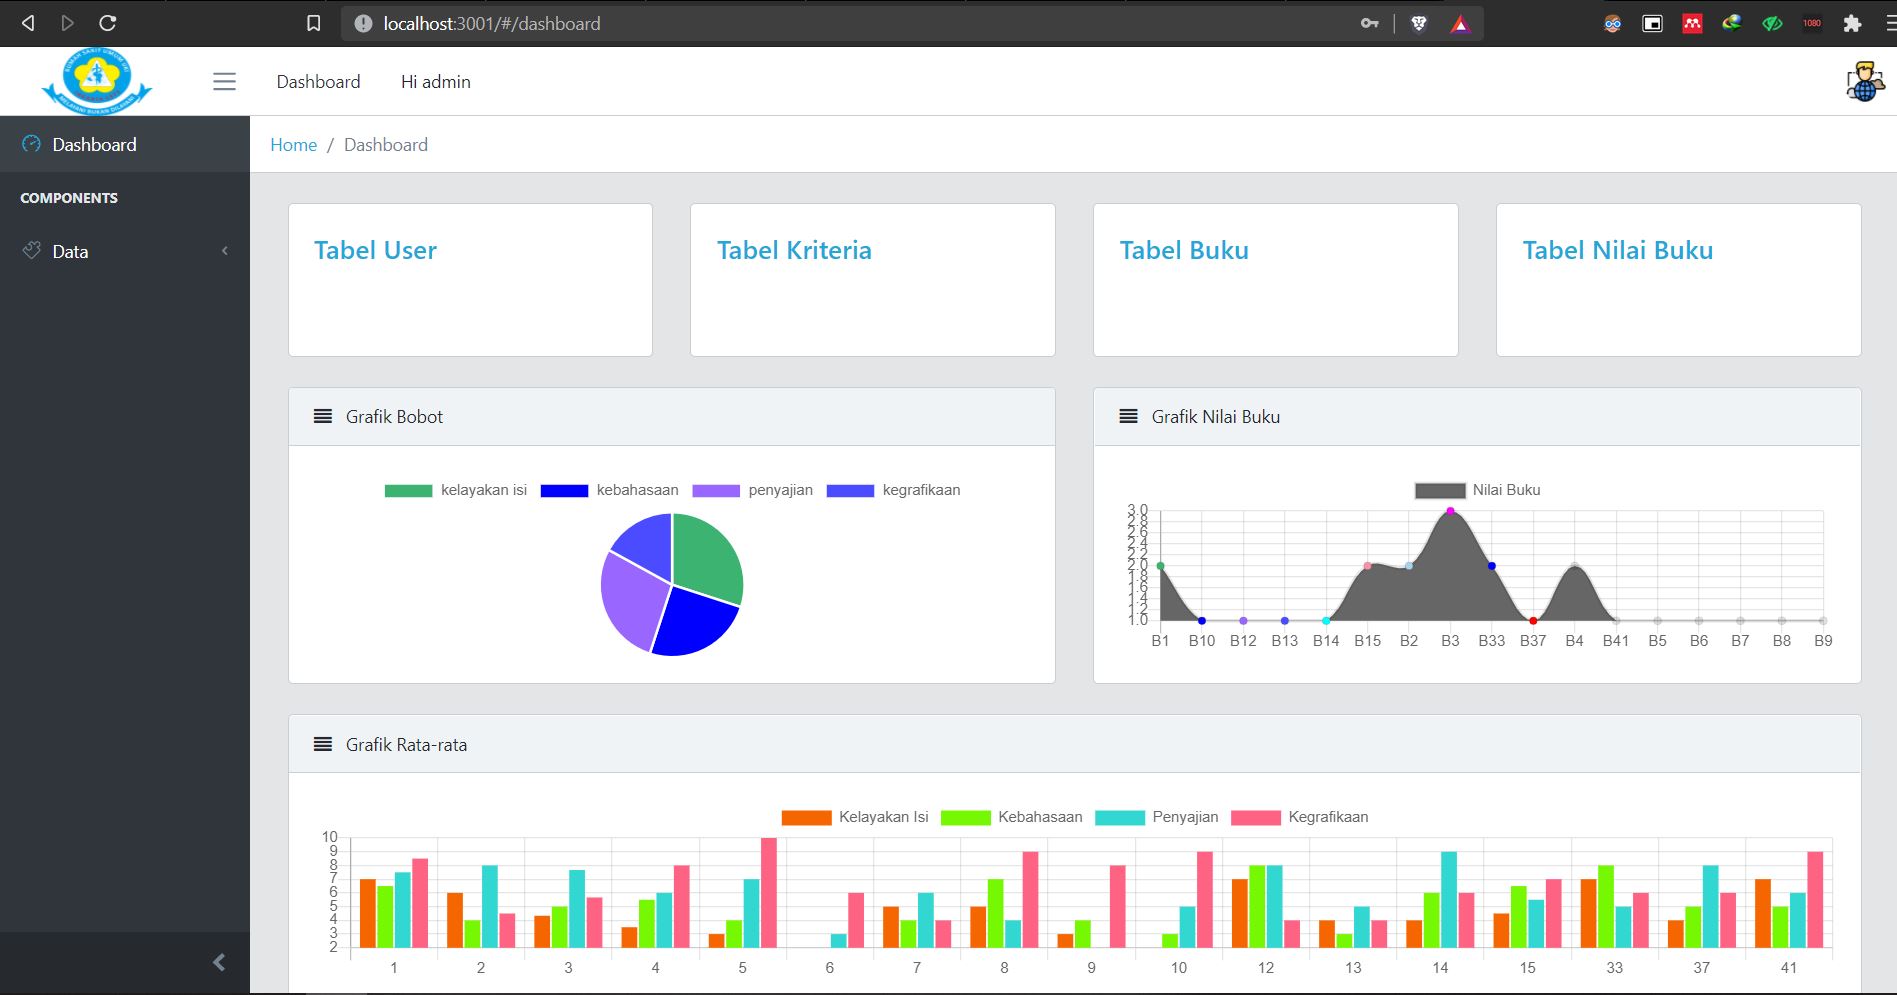 localhost:3001/#/dashboard
1080
MELAYANI BUKAN DILAYANI
Dashboard
Hi admin
Dashboard
COMPONENTS
Data
Home / Dashboard
Tabel User
Tabel Kriteria
Tabel Buku
Tabel Nilai Buku
Grafik Bobot
kelayakan isi kebahasaan penyajian kegrafikaan
Grafik Nilai Buku
Nilai Buku
3.0
2.8
2.6
2.4
2.2
2.0
1.8
1.6
1.4
1.2
1.0
B1 B10 B12 B13 B14 B15 B2 B3 B33 B37 B4 B41 B5 B6 B7 B8 B9
Grafik Rata-rata
Kelayakan Isi Kebahasaan Penyajian Kegrafikaan
10
9
8
7
6
5
4
3
2
1 2 3 4 5 6 7 8 9 10 12 13 14 15 33 37 41